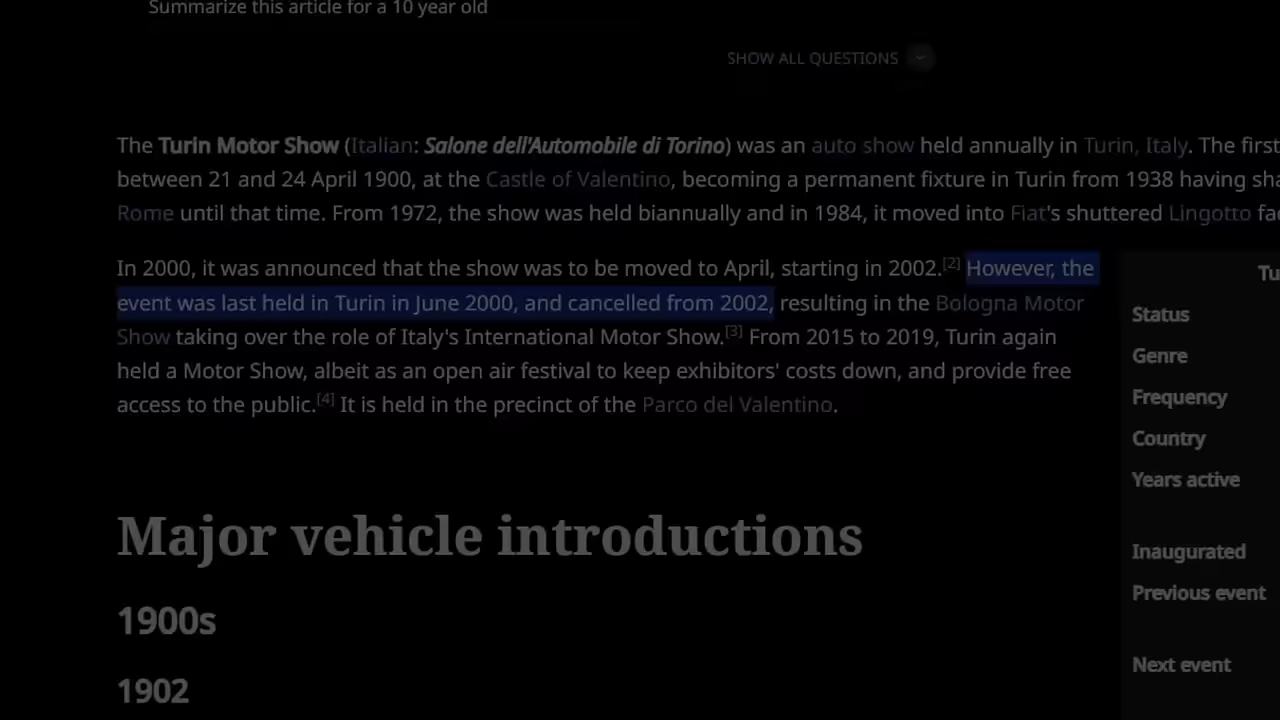 Summarize this article for a 10 year old
SHOW ALL QUESTIONS
The Turin Motor Show (Italian: Salone dell'Automobile di Torino) was an auto show held annually in Turin, Italy. The first
between 21 and 24 April 1900, at the Castle of Valentino, becoming a permanent fixture in Turin from 1938 having
Rome until that time. From 1972, the show was held biannually and in 1984, it moved into Fiat's shuttered Lingotto
In 2000, it was announced that the show was to be moved to April, starting in 2002.[2] However, the
event was last held in Turin in June 2000, and cancelled from 2002, resulting in the Bologna Motor
Show taking over the role of Italy's International Motor Show.[3] From 2015 to 2019, Turin again
held a Motor Show, albeit as an open air festival to keep exhibitors' costs down, and provide free
access to the public.[4] It is held in the precinct of the Parco del Valentino.
Status
Genre
Frequency
Country
Years active
Inaugurated
Previous event
Next event
Major vehicle introductions
1900s
1902